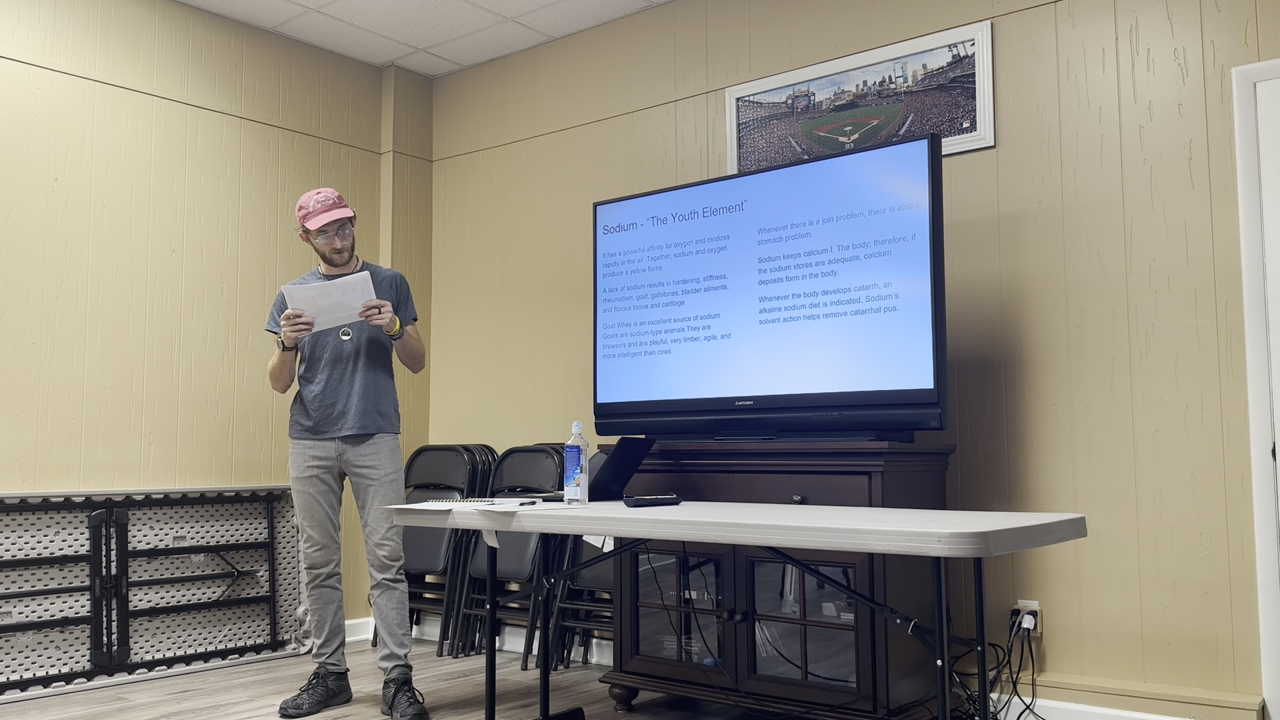 Sodium - "The Youth Element"
It has a powerful affinity for oxygen and oxidizes
rapidly in the air. Together, sodium and oxygen
produce a yellow flame.
A lack of sodium results in hardening, stiffness,
rheumatism, gout, gallstones, bladder ailments,
and fibrous tissue and cartilage.
Goat Whey is an excellent source of sodium.
Goats are sodium-type animals.They are
browsers and are playful, very limber, agile, and
more intelligent than cows.
Whenever there is a join problem, there is also a
stomach problem.
Sodium keeps calcium I. The body; therefore, if
the sodium stores are adequate, calcium
deposits form in the body.
Whenever the body develops catarrh, an
alkaline sodium diet is indicated. Sodium's
solvent action helps remove catarrhal pus.
MITSUBISHI